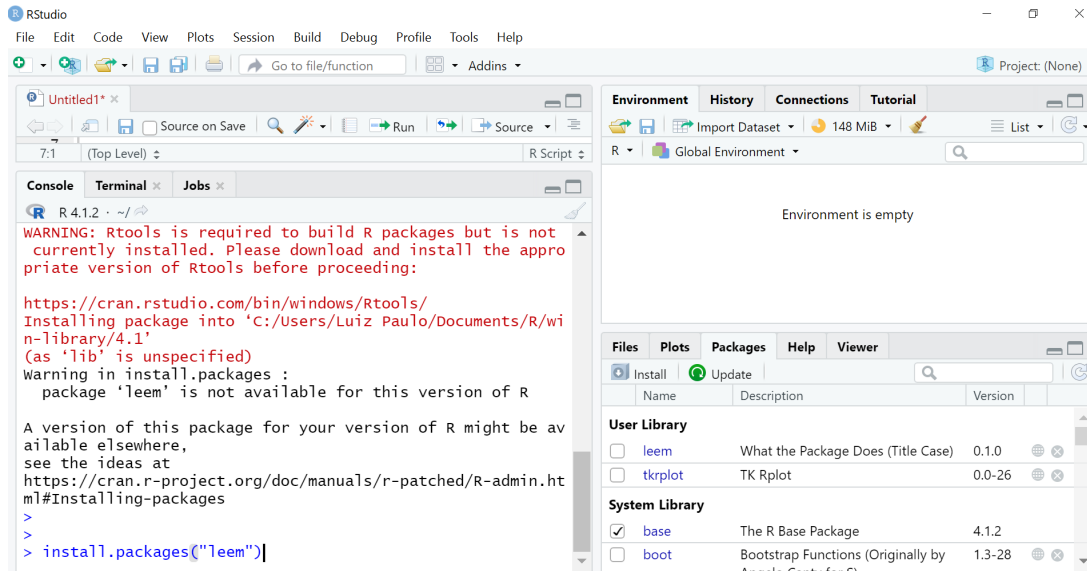 RStudio
File Edit Code View Plots Session Build Debug Profile Tools Help
Go to file/function Addins Project: (None)
Untitled1*
Source on Save Run Source
7:1 (Top Level) R Script
Console Terminal Jobs
R 4.1.2 · ~/
WARNING: Rtools is required to build R packages but is not
currently installed. Please download and install the appro
priate version of Rtools before proceeding:
https://cran.rstudio.com/bin/windows/Rtools/
Installing package into ‘C:/Users/Luiz Paulo/Documents/R/wi
n-library/4.1’
(as ‘lib’ is unspecified)
Warning in install.packages :
package ‘leem’ is not available for this version of R
A version of this package for your version of R might be av
ailable elsewhere,
see the ideas at
https://cran.r-project.org/doc/manuals/r-patched/R-admin.ht
ml#Installing-packages
>
>
> install.packages("leem")
Environment History Connections Tutorial
Import Dataset 148 MiB List
R Global Environment
Environment is empty
Files Plots Packages Help Viewer
Install Update
Name Description Version
User Library
leem What the Package Does (Title Case) 0.1.0
tkrplot TK Rplot 0.0-26
System Library
base The R Base Package 4.1.2
boot Bootstrap Functions (Originally by 1.3-28